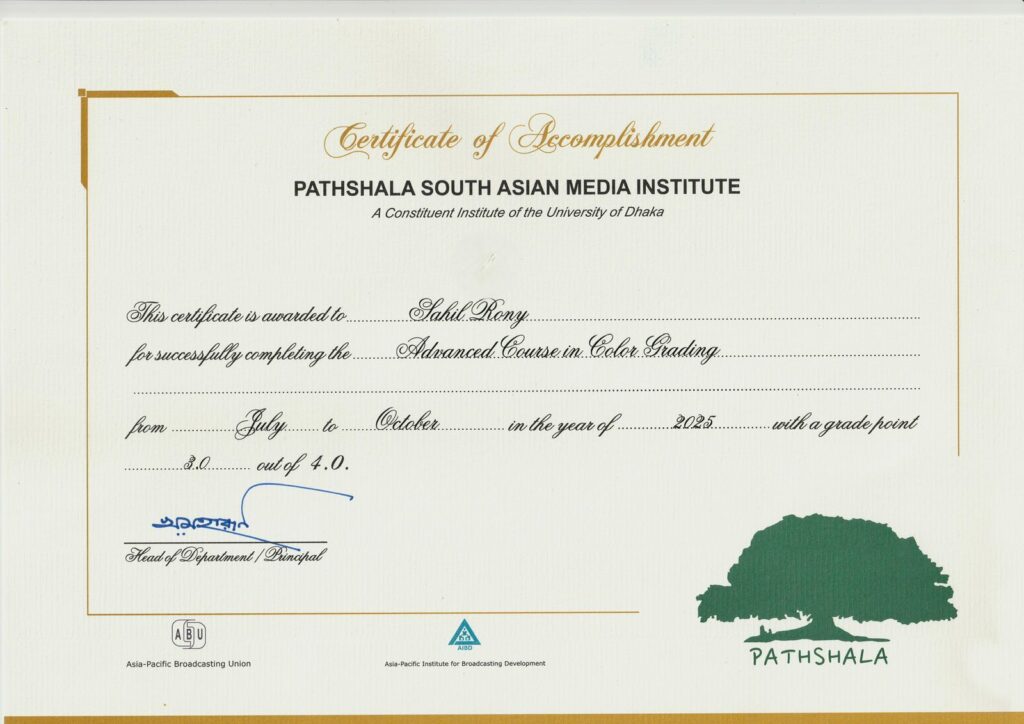 Certificate of Accomplishment
PATHSHALA SOUTH ASIAN MEDIA INSTITUTE
A Constituent Institute of the University of Dhaka
This certificate is awarded to Sahil Rony
for successfully completing the Advanced Course in Color Grading
from July to October in the year of 2025 with a grade point
3.0 out of 4.0.
Head of Department / Principal
ABU
Asia-Pacific Broadcasting Union
AIBD
Asia-Pacific Institute for Broadcasting Development
PATHSHALA